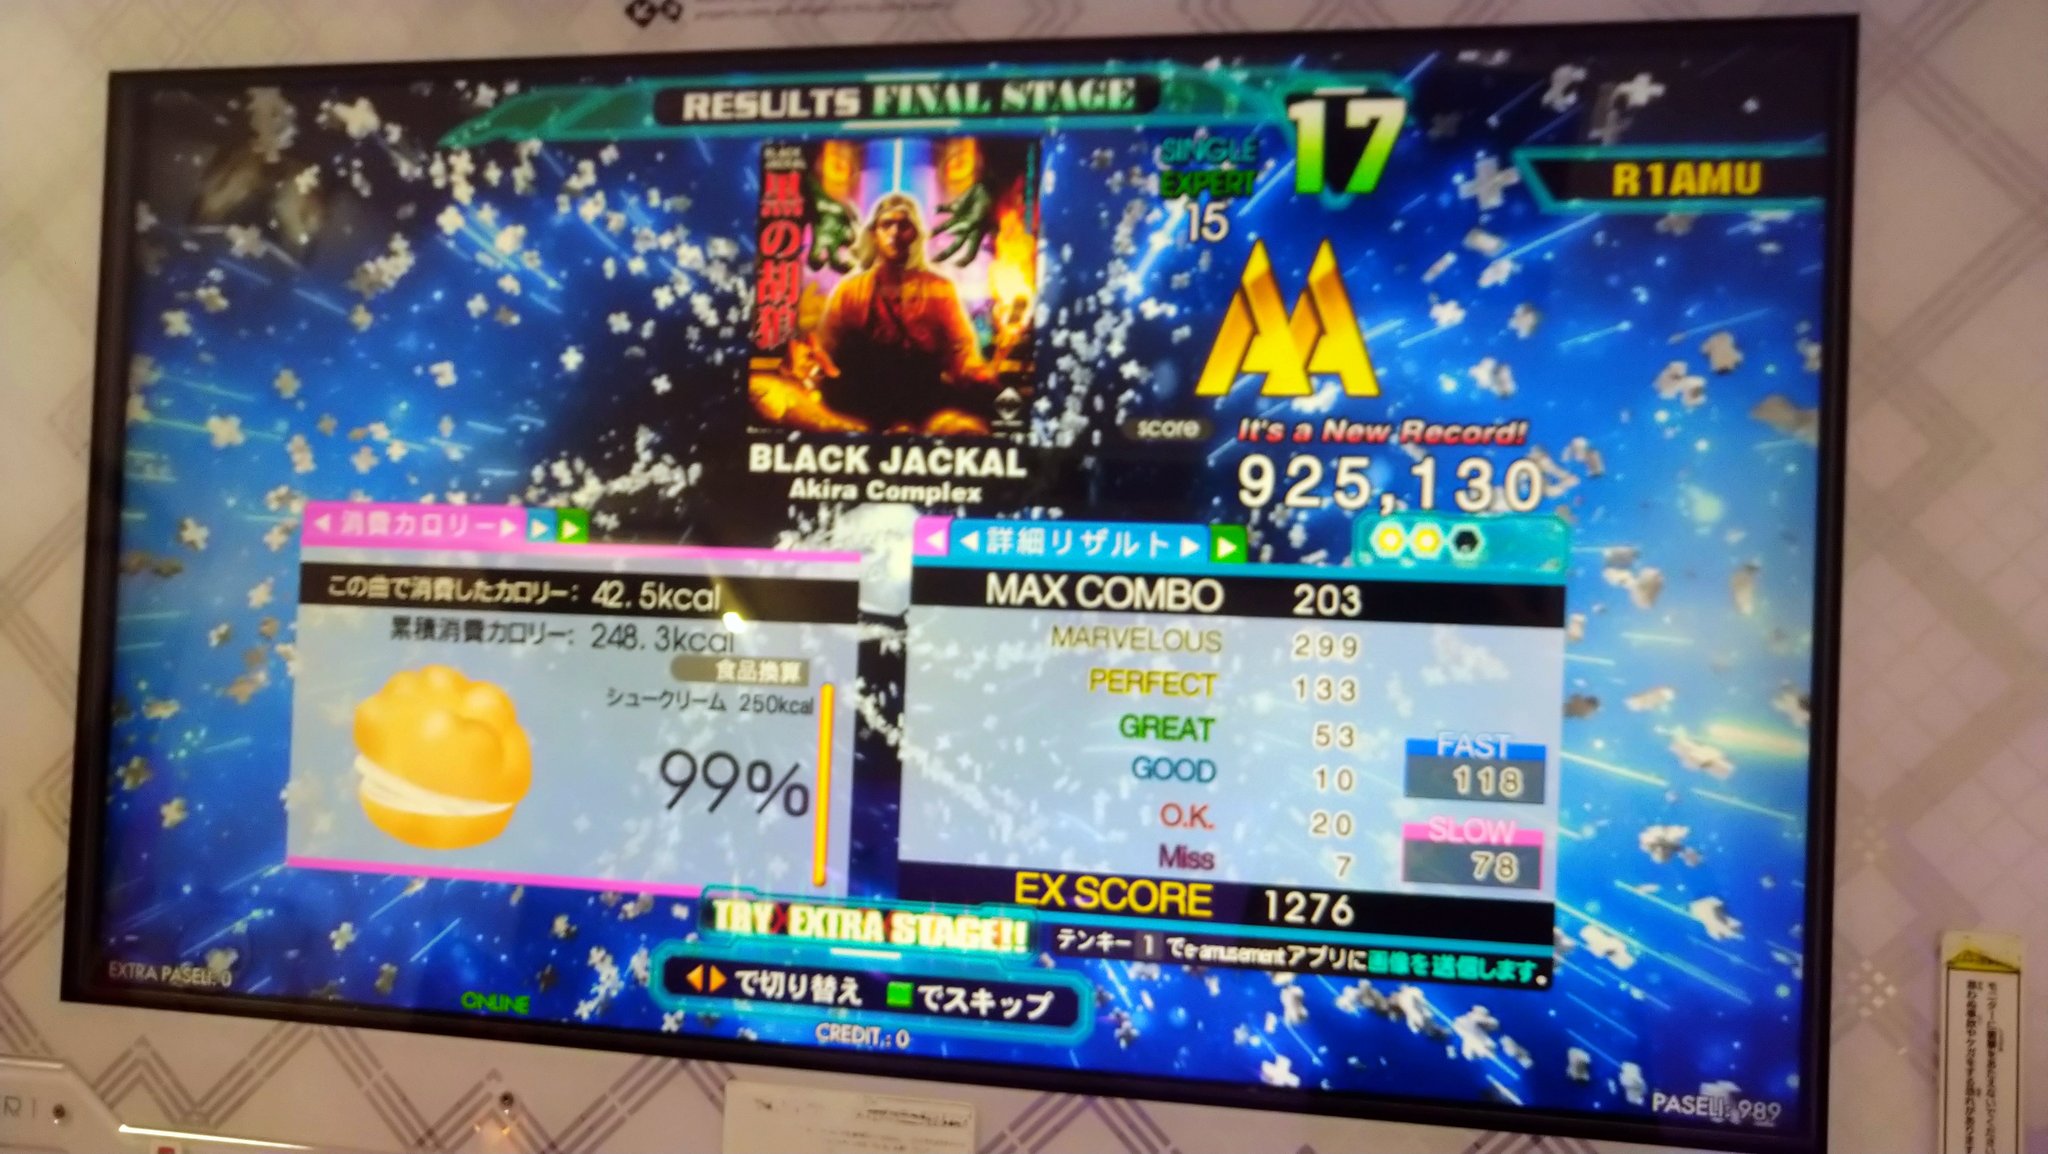 RESULTS FINAL STAGE
17
SINGLE
EXPERT
15
R1AMU
BLACK JACKAL
黒の胡狼
AA
BLACK JACKAL
Akira Complex
It's a New Record!
score
925,130
消費カロリー
この曲で消費したカロリー: 42.5kcal
累積消費カロリー: 248.3kcal
食品換算
シュークリーム 250kcal
99%
詳細リザルト
MAX COMBO 203
MARVELOUS 299
PERFECT 133
GREAT 53
GOOD 10
O.K. 20
Miss 7
FAST
118
SLOW
78
EX SCORE 1276
テンキー 1 でe-amusementアプリに画像を送信します。
TRY EXTRA STAGE!!
で切り替え でスキップ
EXTRA PASELI: 0
ONLINE
CREDIT : 0
PASELI: 989